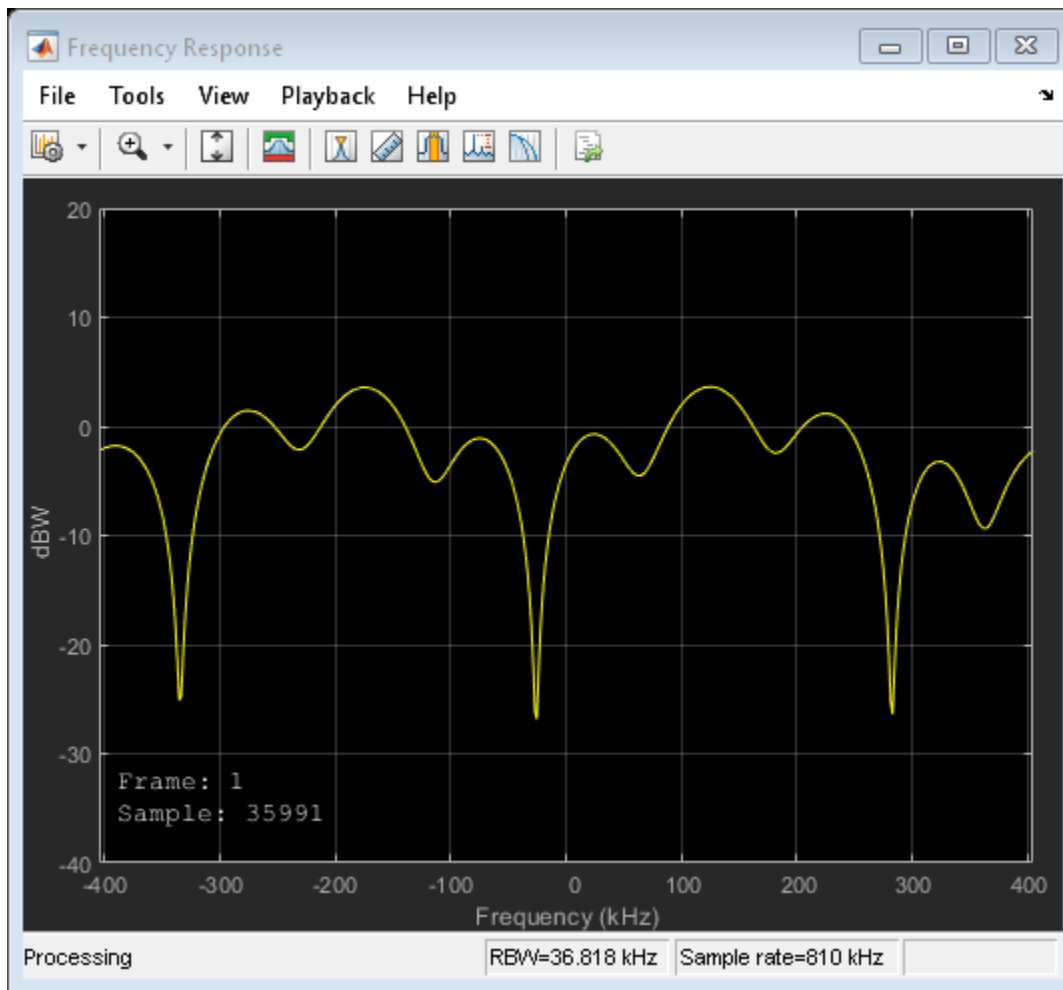 Frequency Response
File Tools View Playback Help
20
10
0
-10
-20
-30
-40
dBW
Frame: 1
Sample: 35991
-400 -300 -200 -100 0 100 200 300 400
Frequency (kHz)
Processing RBW=36.818 kHz Sample rate=810 kHz